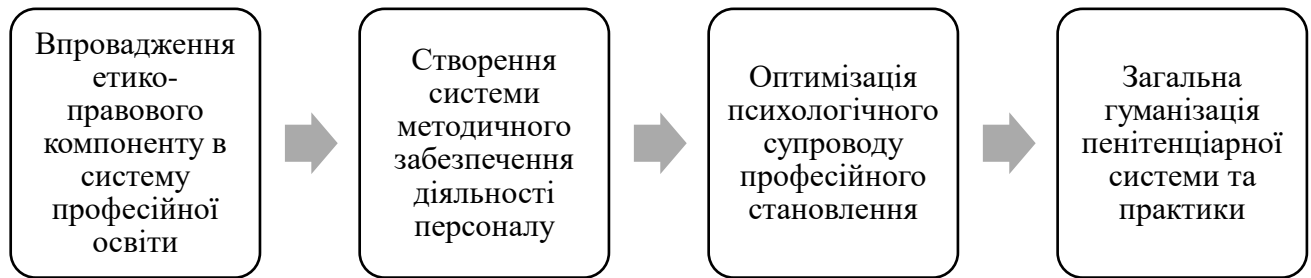 Впровадження
етико-
правового
компоненту в
систему
професійної
освіти
Створення
системи
методичного
забезпечення
діяльності
персоналу
Оптимізація
психологічного
супроводу
професійного
становлення
Загальна
гуманізація
пенітенціарної
системи та
практики